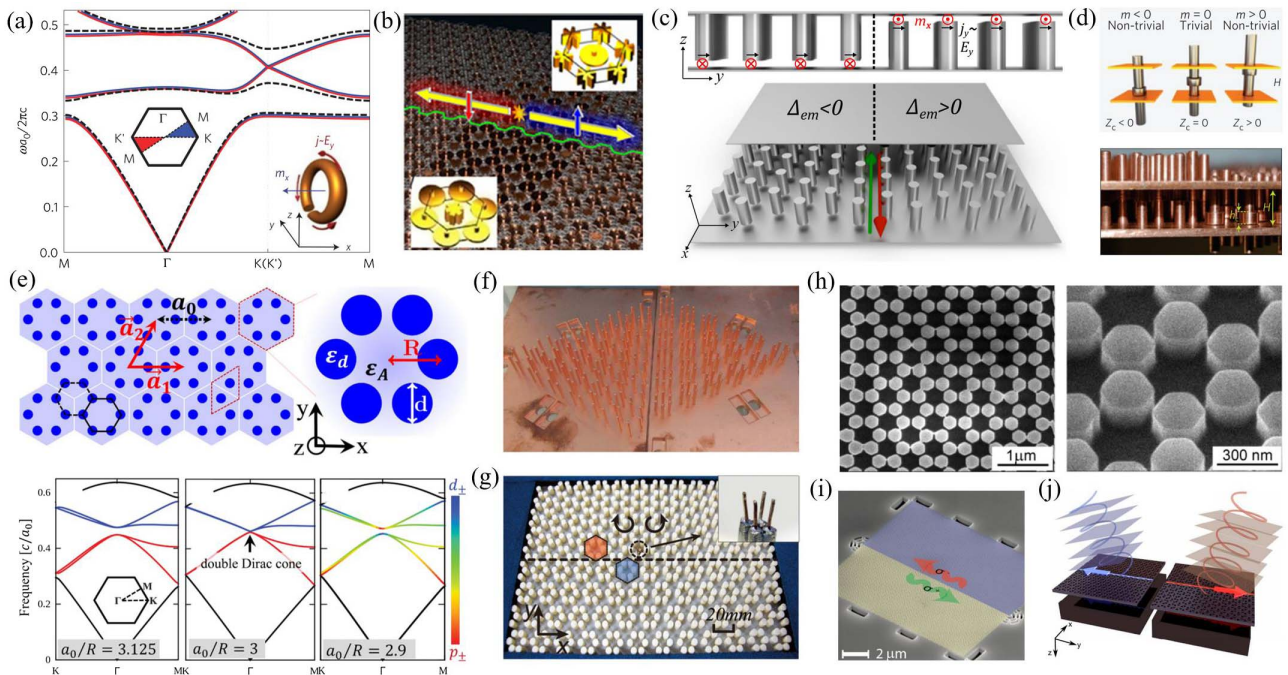 (a)
ωa₀/2πc
0.5
0.4
0.3
0.2
0.1
0
Γ
K'
K
M
M
j~E_y
m_x
z
y
x
M
Γ
K(K')
M
(b)
(c)
z
y
m_x
j_y~
E_y
Δ_em<0
Δ_em>0
z
y
x
(d)
m < 0
Non-trivial
m = 0
Trivial
m > 0
Non-trivial
H
Z_c < 0
Z_c = 0
Z_c > 0
h
H
(e)
a₀
a₂
a₁
R
ε_d
ε_A
d
y
z
x
Frequency [c/a₀]
0.6
0.4
0.2
0
M
Γ
K
a₀/R = 3.125
double Dirac cone
a₀/R = 3
a₀/R = 2.9
d±
p±
K
Γ
MK
Γ
MK
Γ
M
(f)
(g)
y
x
20mm
(h)
1μm
300 nm
(i)
σ⁻
σ⁺
2 μm
(j)
x
y
z